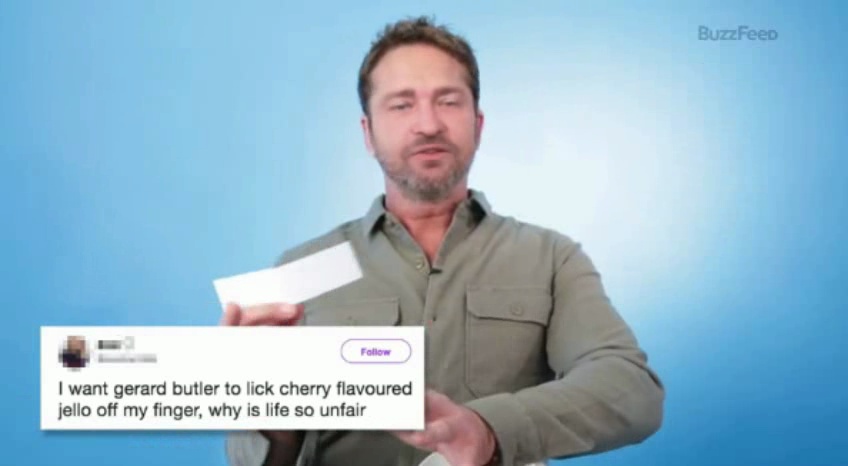 BuzzFeed
Follow
I want gerard butler to lick cherry flavoured
jello off my finger, why is life so unfair